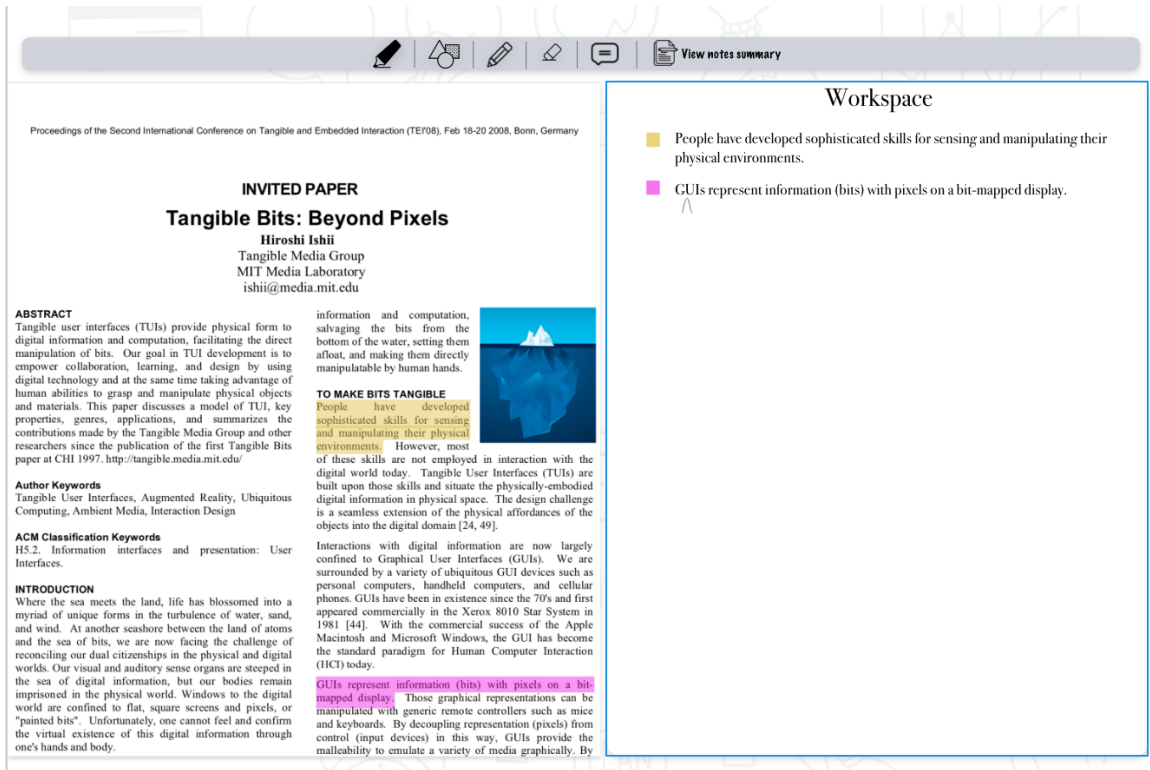 View notes summary
Proceedings of the Second International Conference on Tangible and Embedded Interaction (TEI'08), Feb 18-20 2008, Bonn, Germany
INVITED PAPER
Tangible Bits: Beyond Pixels
Hiroshi Ishii
Tangible Media Group
MIT Media Laboratory
ishii@media.mit.edu
ABSTRACT
Tangible user interfaces (TUIs) provide physical form to
digital information and computation, facilitating the direct
manipulation of bits. Our goal in TUI development is to
empower collaboration, learning, and design by using
digital technology and at the same time taking advantage of
human abilities to grasp and manipulate physical objects
and materials. This paper discusses a model of TUI, key
properties, genres, applications, and summarizes the
contributions made by the Tangible Media Group and other
researchers since the publication of the first Tangible Bits
paper at CHI 1997. http://tangible.media.mit.edu/
Author Keywords
Tangible User Interfaces, Augmented Reality, Ubiquitous
Computing, Ambient Media, Interaction Design
ACM Classification Keywords
H5.2. Information interfaces and presentation: User
Interfaces.
INTRODUCTION
Where the sea meets the land, life has blossomed into a
myriad of unique forms in the turbulence of water, sand,
and wind. At another seashore between the land of atoms
and the sea of bits, we are now facing the challenge of
reconciling our dual citizenships in the physical and digital
worlds. Our visual and auditory sense organs are steeped in
the sea of digital information, but our bodies remain
imprisoned in the physical world. Windows to the digital
world are confined to flat, square screens and pixels, or
"painted bits". Unfortunately, one cannot feel and confirm
the virtual existence of this digital information through
one's hands and body.
information and computation,
salvaging the bits from the
bottom of the water, setting them
afloat, and making them directly
manipulatable by human hands.
TO MAKE BITS TANGIBLE
People have developed
sophisticated skills for sensing
and manipulating their physical
environments. However, most
of these skills are not employed in interaction with the
digital world today. Tangible User Interfaces (TUIs) are
built upon those skills and situate the physically-embodied
digital information in physical space. The design challenge
is a seamless extension of the physical affordances of the
objects into the digital domain [24, 49].
Interactions with digital information are now largely
confined to Graphical User Interfaces (GUIs). We are
surrounded by a variety of ubiquitous GUI devices such as
personal computers, handheld computers, and cellular
phones. GUIs have been in existence since the 70's and first
appeared commercially in the Xerox 8010 Star System in
1981 [44]. With the commercial success of the Apple
Macintosh and Microsoft Windows, the GUI has become
the standard paradigm for Human Computer Interaction
(HCI) today.
GUIs represent information (bits) with pixels on a bit-
mapped display. Those graphical representations can be
manipulated with generic remote controllers such as mice
and keyboards. By decoupling representation (pixels) from
control (input devices) in this way, GUIs provide the
malleability to emulate a variety of media graphically. By
Workspace
People have developed sophisticated skills for sensing and manipulating their
physical environments.
GUIs represent information (bits) with pixels on a bit-mapped display.